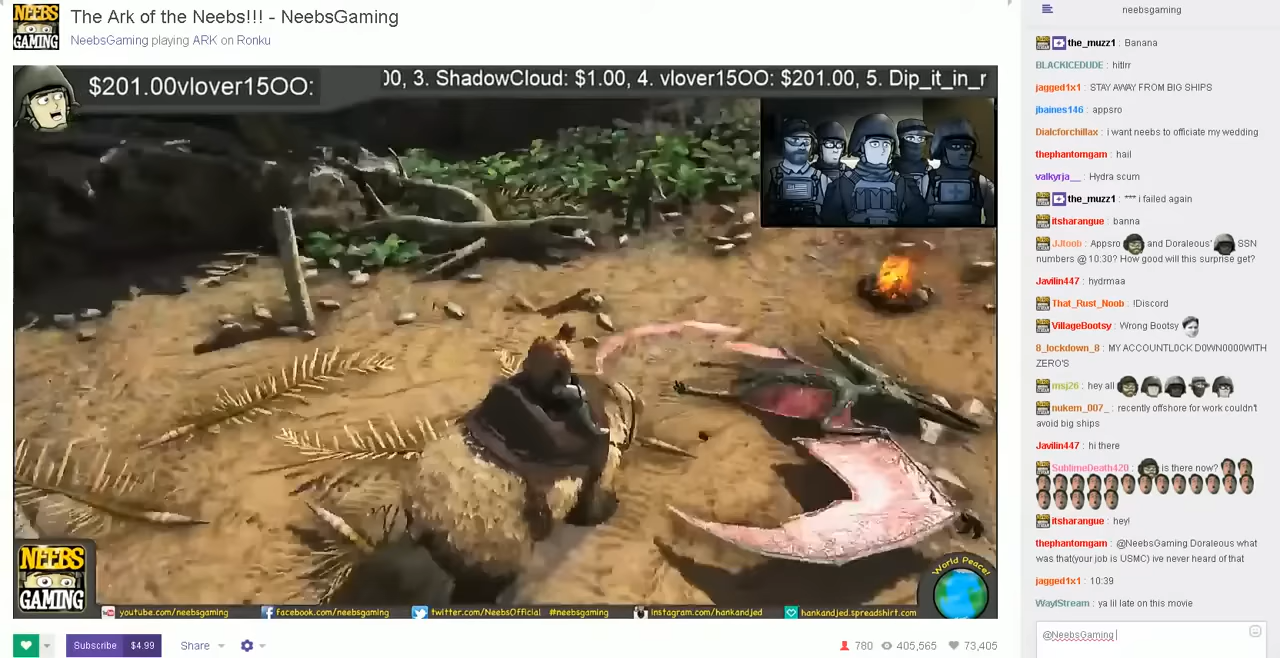 NEEBS
GAMING
The Ark of the Neebs!!! - NeebsGaming
NeebsGaming playing ARK on Ronku
$201.00vlover15OO:
00, 3. ShadowCloud: $1.00, 4. vlover15OO: $201.00, 5. Dip_it_in_r
NEEBS
GAMING
World Peace!
youtube.com/neebsgaming
facebook.com/neebsgaming
twitter.com/NeebsOfficial #neebsgaming
Instagram.com/hankandjed
hankandjed.spreadshirt.com
Subscribe $4.99 Share
780 405,565 73,405
neebsgaming
the_muzz1 : Banana
BLACKICEDUDE : hitlrr
jagged1x1 : STAY AWAY FROM BIG SHIPS
jbaines146 : appsro
Dialcforchillax : i want neebs to officiate my wedding
thephantomgam : hail
valkyrja__ : Hydra scum
the_muzz1 : *** i failed again
itsharangue : banna
JJtoob : Appsro and Doraleous' SSN
numbers @ 10:30? How good will this surprise get?
Javilin447 : hydrmaa
That_Rust_Noob : !Discord
VillageBootsy : Wrong Bootsy
8_lockdown_8 : MY ACCOUNTL0CK D0WN0000WITH
ZERO'S
msj26 : hey all
nukem_007_ : recently offshore for work couldn't
avoid big ships
Javilin447 : hi there
SublimeDeath420 : is there now?
itsharangue : hey!
thephantomgam : @NeebsGaming Doraleous what
was that(your job is USMC) ive never heard of that
jagged1x1 : 10:39
WaylStream : ya lil late on this movie
@NeebsGaming